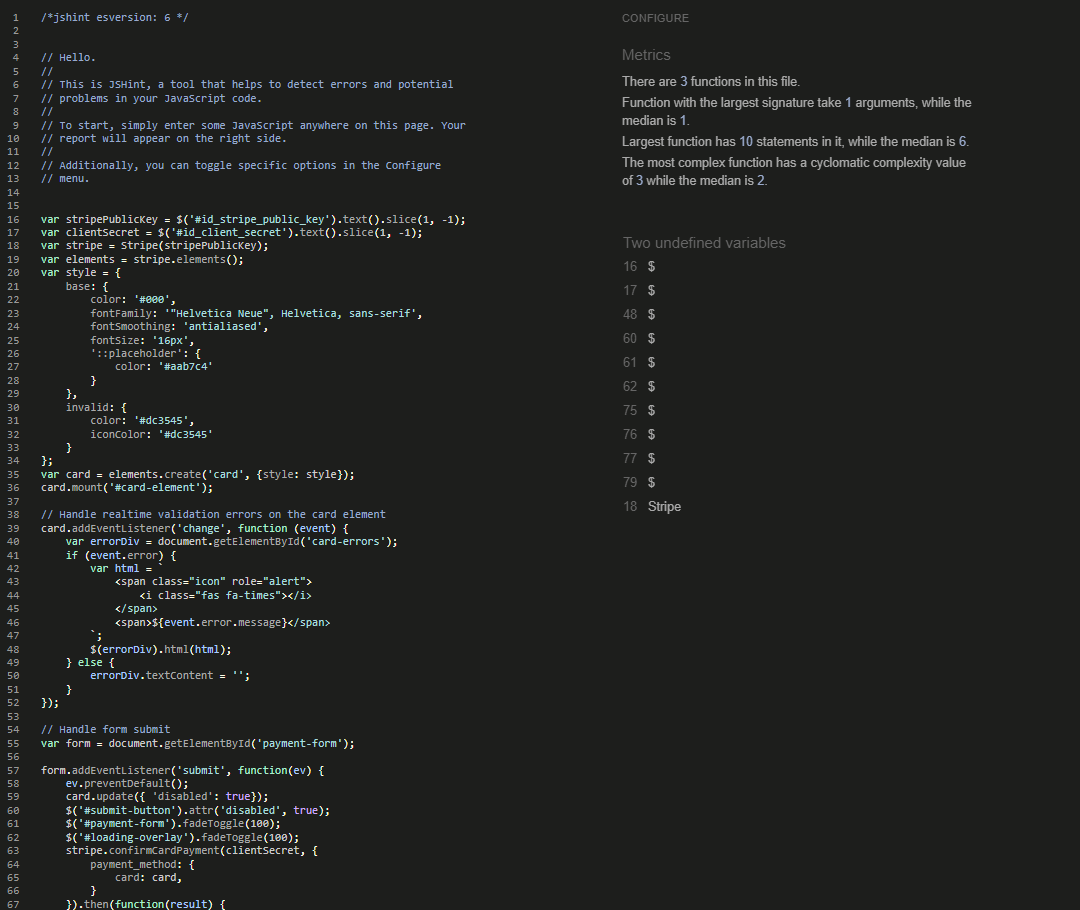 1 /*jshint esversion: 6 */
2
3
4 // Hello.
5 //
6 // This is JSHint, a tool that helps to detect errors and potential
7 // problems in your JavaScript code.
8 //
9 // To start, simply enter some JavaScript anywhere on this page. Your
10 // report will appear on the right side.
11 //
12 // Additionally, you can toggle specific options in the Configure
13 // menu.
14
15
16 var stripePublicKey = $('#id_stripe_public_key').text().slice(1, -1);
17 var clientSecret = $('#id_client_secret').text().slice(1, -1);
18 var stripe = Stripe(stripePublicKey);
19 var elements = stripe.elements();
20 var style = {
21     base: {
22         color: '#000',
23         fontFamily: '"Helvetica Neue", Helvetica, sans-serif',
24         fontSmoothing: 'antialiased',
25         fontSize: '16px',
26         '::placeholder': {
27             color: '#aab7c4'
28         }
29     },
30     invalid: {
31         color: '#dc3545',
32         iconColor: '#dc3545'
33     }
34 };
35 var card = elements.create('card', {style: style});
36 card.mount('#card-element');
37
38 // Handle realtime validation errors on the card element
39 card.addEventListener('change', function (event) {
40     var errorDiv = document.getElementById('card-errors');
41     if (event.error) {
42         var html = `
43             <span class="icon" role="alert">
44                 <i class="fas fa-times"></i>
45             </span>
46             <span>${event.error.message}</span>
47         `;
48         $(errorDiv).html(html);
49     } else {
50         errorDiv.textContent = '';
51     }
52 });
53
54 // Handle form submit
55 var form = document.getElementById('payment-form');
56
57 form.addEventListener('submit', function(ev) {
58     ev.preventDefault();
59     card.update({ 'disabled': true});
60     $('#submit-button').attr('disabled', true);
61     $('#payment-form').fadeToggle(100);
62     $('#loading-overlay').fadeToggle(100);
63     stripe.confirmCardPayment(clientSecret, {
64         payment_method: {
65             card: card,
66         }
67     }).then(function(result) {
CONFIGURE
Metrics
There are 3 functions in this file.
Function with the largest signature take 1 arguments, while the
median is 1.
Largest function has 10 statements in it, while the median is 6.
The most complex function has a cyclomatic complexity value
of 3 while the median is 2.
Two undefined variables
16 $
17 $
48 $
60 $
61 $
62 $
75 $
76 $
77 $
79 $
18 Stripe